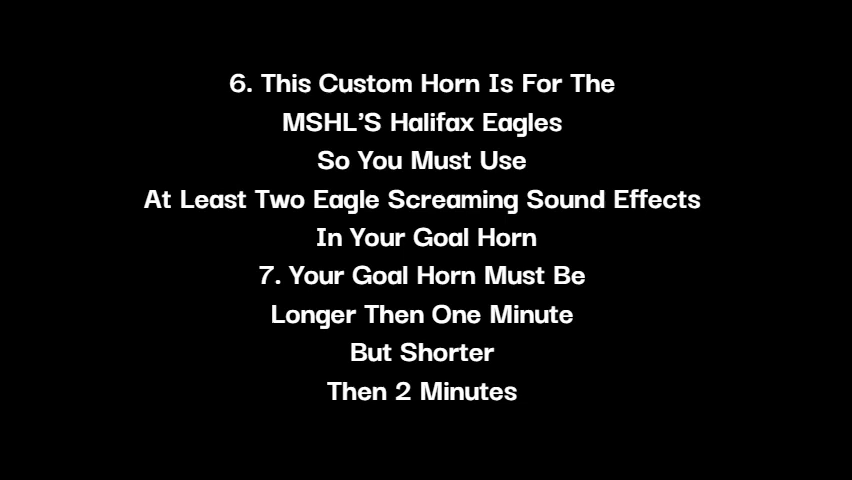 6. This Custom Horn Is For The
MSHL'S Halifax Eagles
So You Must Use
At Least Two Eagle Screaming Sound Effects
In Your Goal Horn
7. Your Goal Horn Must Be
Longer Then One Minute
But Shorter
Then 2 Minutes